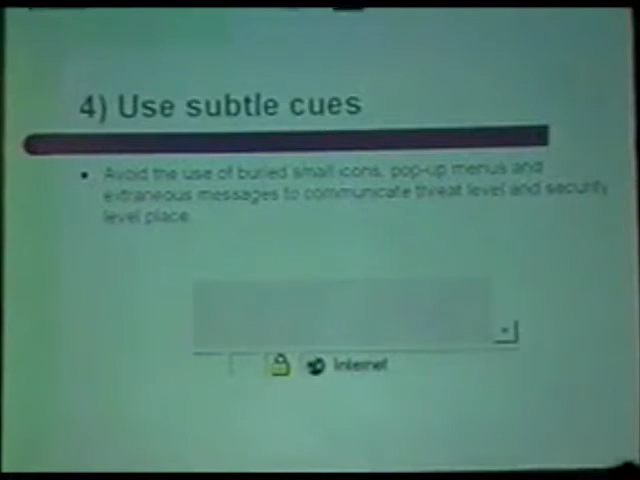 4) Use subtle cues
• Avoid the use of buried small icons, pop-up menus and
extraneous messages to communicate threat level and security
level place.
Internet